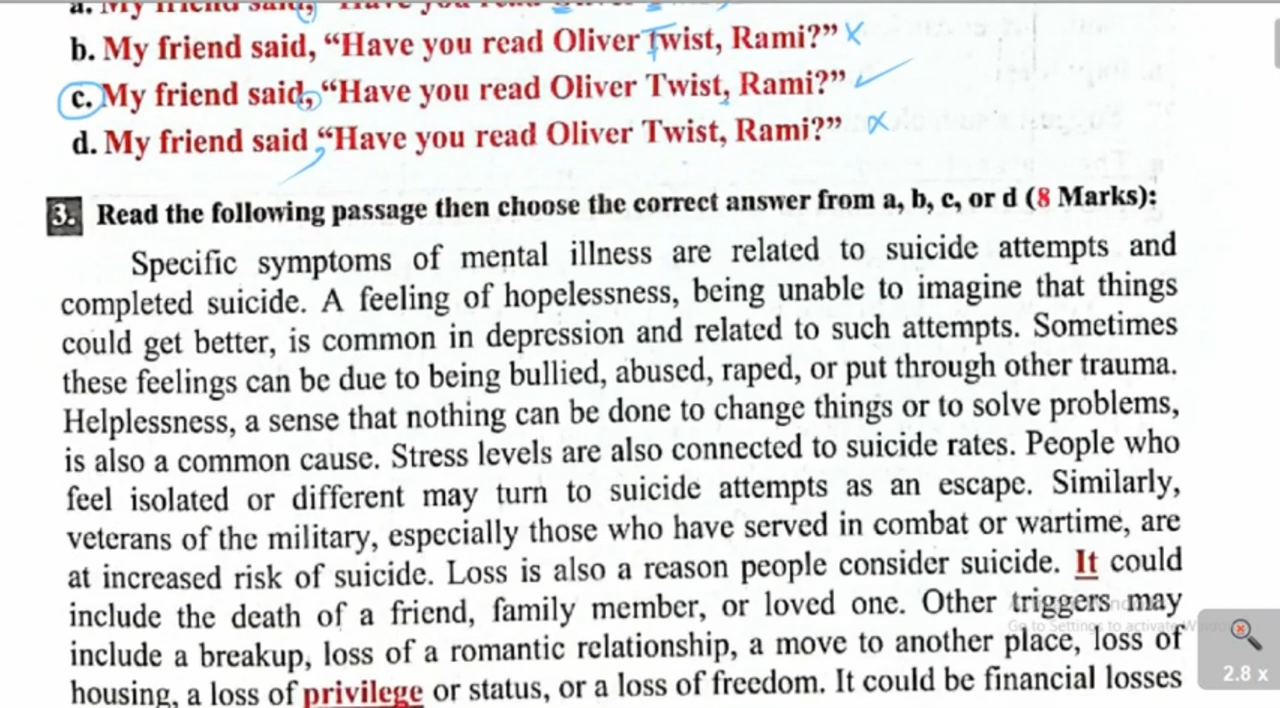 a. My friend said, "Have you read
b. My friend said, “Have you read Oliver Twist, Rami?”
c. My friend said, “Have you read Oliver Twist, Rami?”
d. My friend said “Have you read Oliver Twist, Rami?”
3. Read the following passage then choose the correct answer from a, b, c, or d (8 Marks):
Specific symptoms of mental illness are related to suicide attempts and
completed suicide. A feeling of hopelessness, being unable to imagine that things
could get better, is common in depression and related to such attempts. Sometimes
these feelings can be due to being bullied, abused, raped, or put through other trauma.
Helplessness, a sense that nothing can be done to change things or to solve problems,
is also a common cause. Stress levels are also connected to suicide rates. People who
feel isolated or different may turn to suicide attempts as an escape. Similarly,
veterans of the military, especially those who have served in combat or wartime, are
at increased risk of suicide. Loss is also a reason people consider suicide. It could
include the death of a friend, family member, or loved one. Other triggers may
Go to Settings to activate
include a breakup, loss of a romantic relationship, a move to another place, loss of
housing, a loss of privilege or status, or a loss of freedom. It could be financial losses
2.8 x